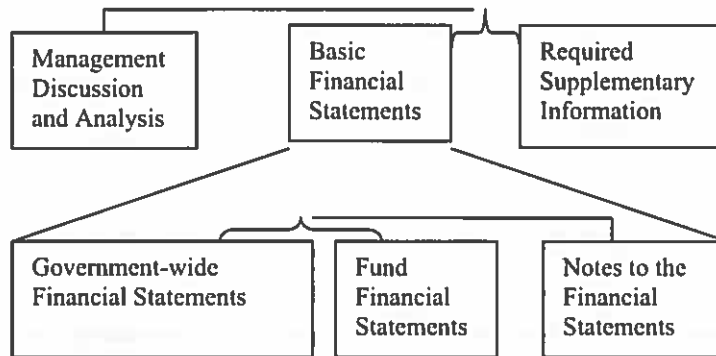 Management
Discussion
and Analysis
Basic
Financial
Statements
Required
Supplementary
Information
Government-wide
Financial Statements
Fund
Financial
Statements
Notes to the
Financial
Statements